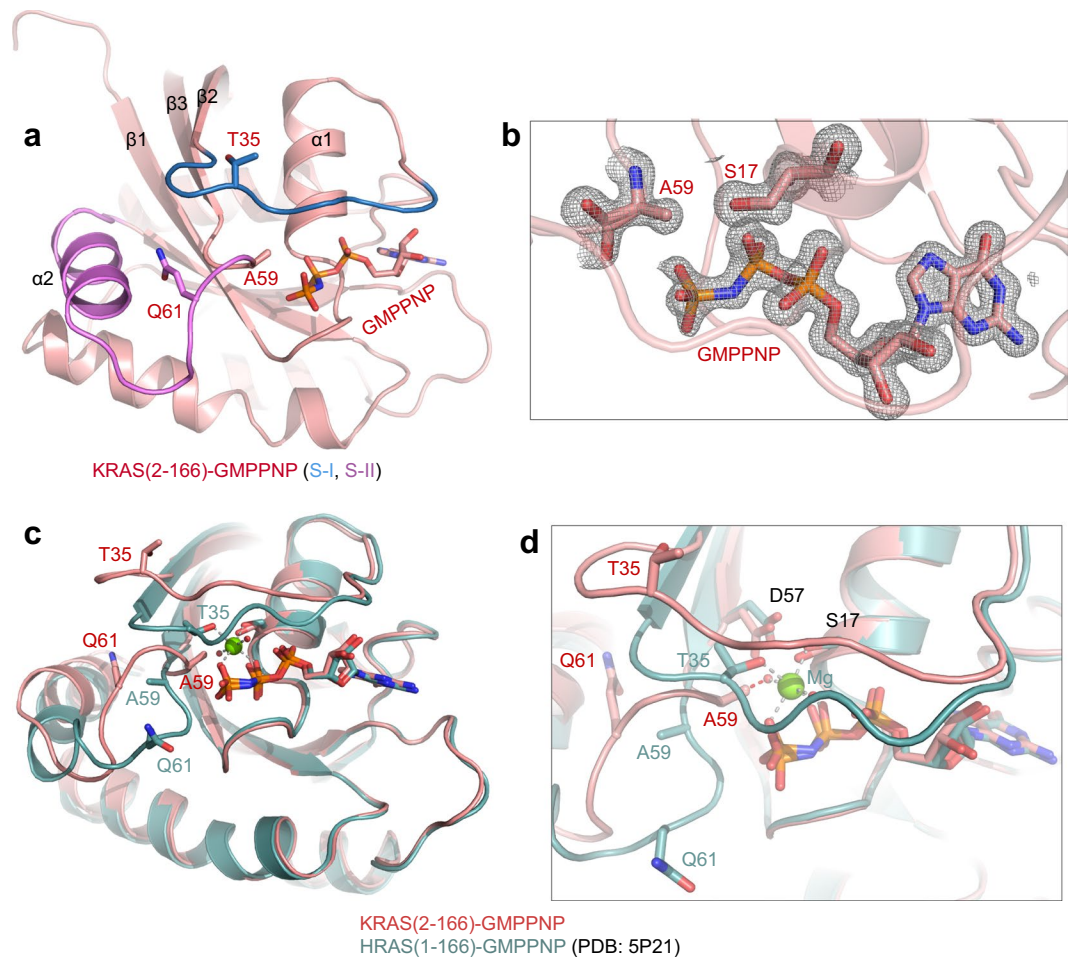 a
β1
β3
β2
T35
α1
α2
Q61
A59
GMPPNP
KRAS(2-166)-GMPPNP (S-I, S-II)
b
S17
A59
GMPPNP
c
T35
T35
Q61
A59
A59
Q61
d
T35
D57
S17
Q61
T35
Mg
A59
A59
Q61
KRAS(2-166)-GMPPNP
HRAS(1-166)-GMPPNP (PDB: 5P21)